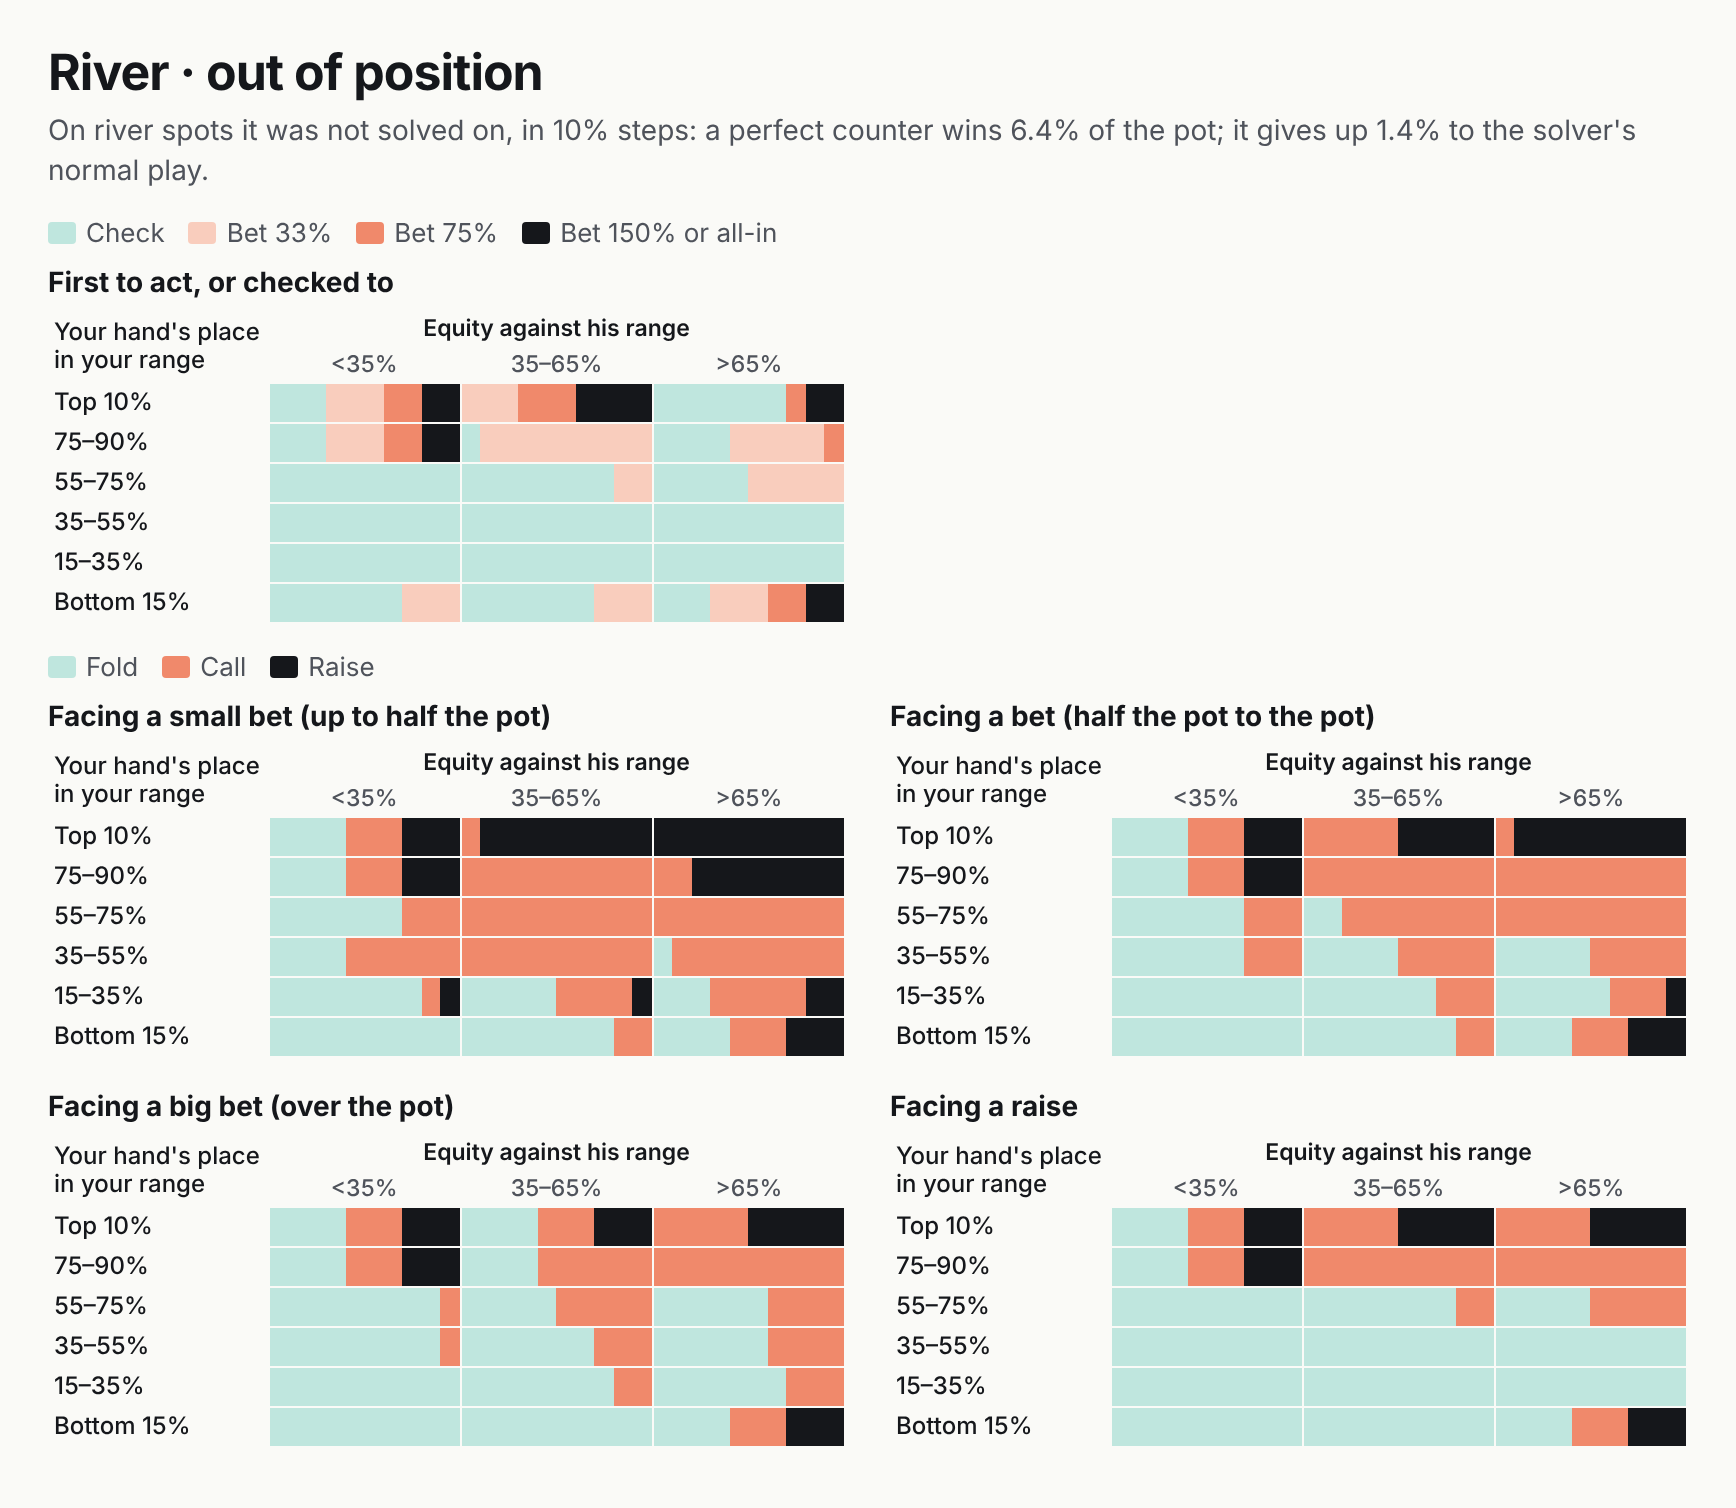 River · out of position
On river spots it was not solved on, in 10% steps: a perfect counter wins 6.4% of the pot; it gives up 1.4% to the solver's
normal play.
Check Bet 33% Bet 75% Bet 150% or all-in
First to act, or checked to
Your hand's place
in your range
Equity against his range
<35% 35–65% >65%
Top 10%
75–90%
55–75%
35–55%
15–35%
Bottom 15%
Fold Call Raise
Facing a small bet (up to half the pot)
Your hand's place
in your range
Equity against his range
<35% 35–65% >65%
Top 10%
75–90%
55–75%
35–55%
15–35%
Bottom 15%
Facing a bet (half the pot to the pot)
Your hand's place
in your range
Equity against his range
<35% 35–65% >65%
Top 10%
75–90%
55–75%
35–55%
15–35%
Bottom 15%
Facing a big bet (over the pot)
Your hand's place
in your range
Equity against his range
<35% 35–65% >65%
Top 10%
75–90%
55–75%
35–55%
15–35%
Bottom 15%
Facing a raise
Your hand's place
in your range
Equity against his range
<35% 35–65% >65%
Top 10%
75–90%
55–75%
35–55%
15–35%
Bottom 15%